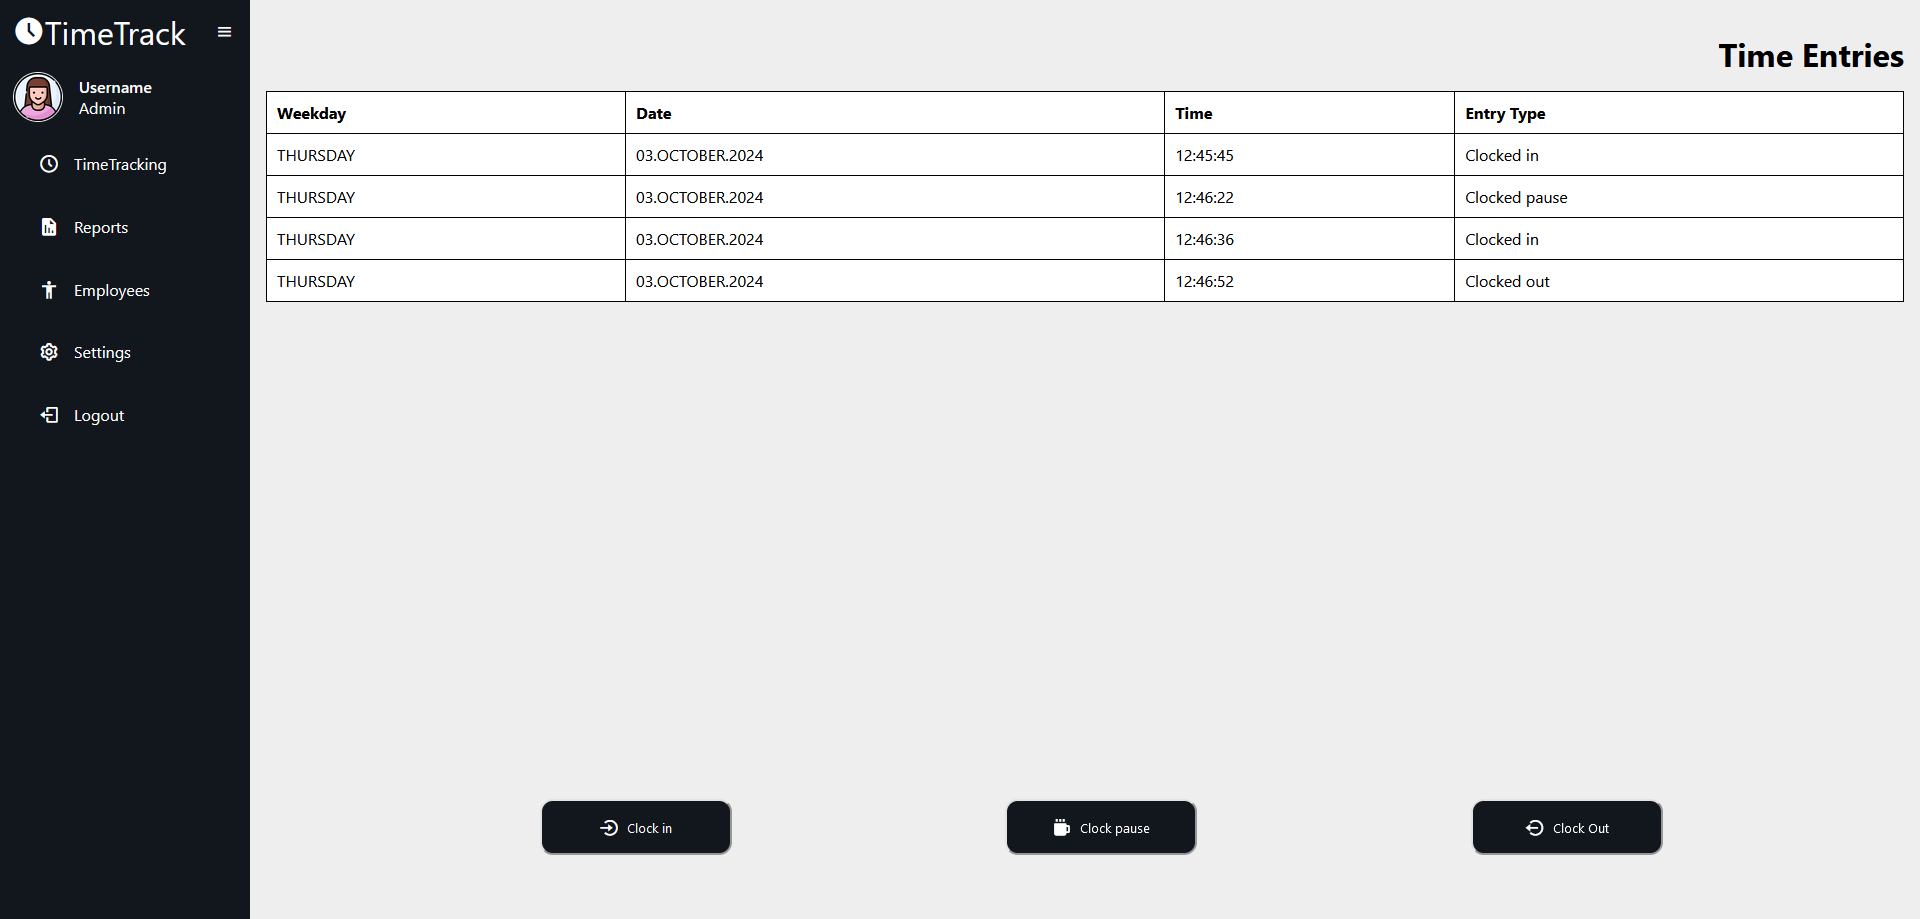 TimeTrack
Username
Admin
TimeTracking
Reports
Employees
Settings
Logout
Time Entries
Weekday Date Time Entry Type
THURSDAY 03.OCTOBER.2024 12:45:45 Clocked in
THURSDAY 03.OCTOBER.2024 12:46:22 Clocked pause
THURSDAY 03.OCTOBER.2024 12:46:36 Clocked in
THURSDAY 03.OCTOBER.2024 12:46:52 Clocked out
Clock in Clock pause Clock Out